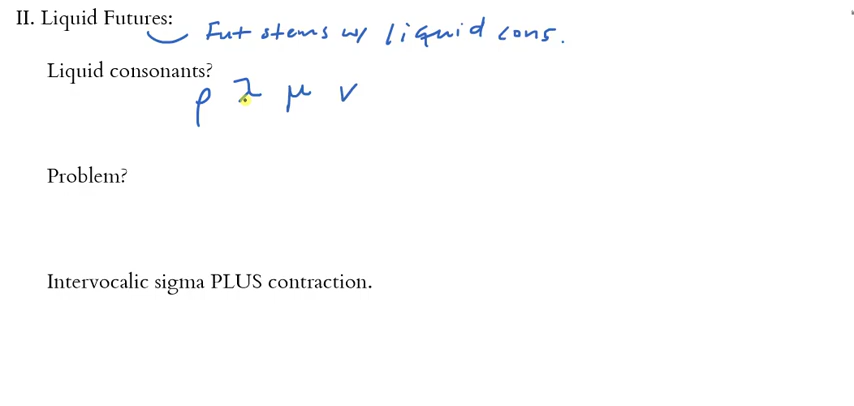 II. Liquid Futures: Fut stems w/ liquid cons.
Liquid consonants?
ρ λ μ ν
Problem?
Intervocalic sigma PLUS contraction.